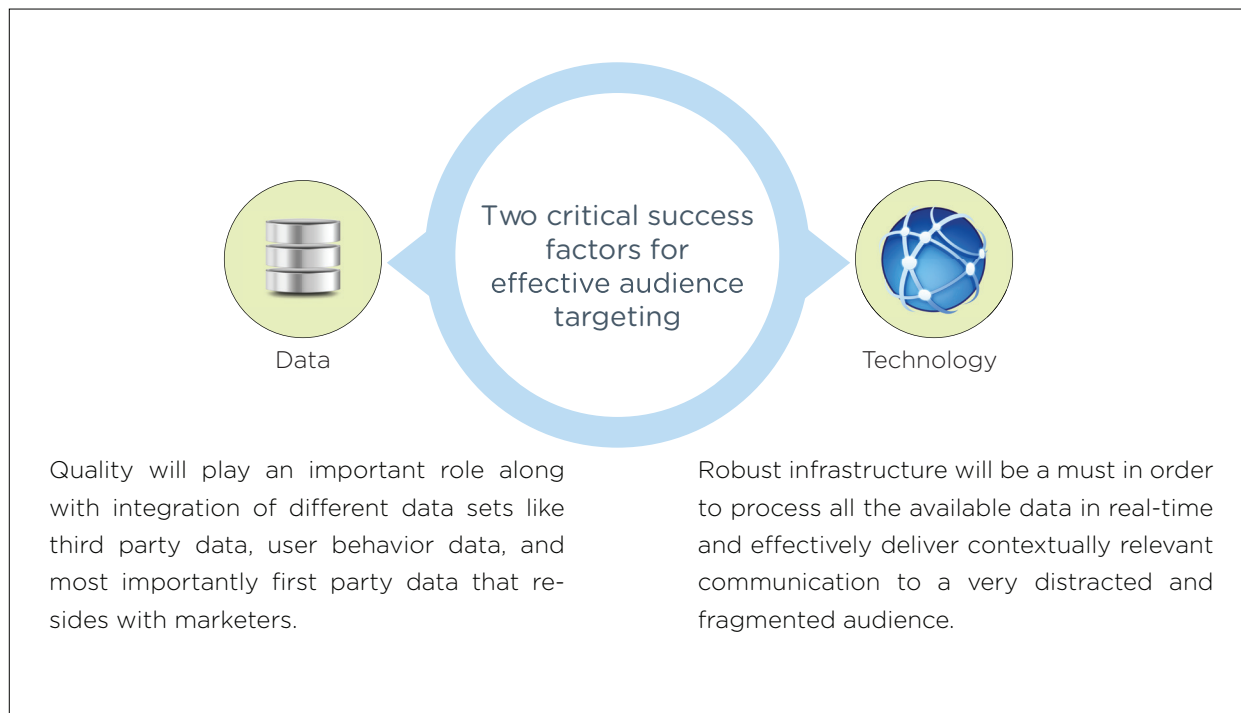 Two critical success
factors for
effective audience
targeting
Data
Technology
Quality will play an important role along
with integration of different data sets like
third party data, user behavior data, and
most importantly first party data that re-
sides with marketers.
Robust infrastructure will be a must in order
to process all the available data in real-time
and effectively deliver contextually relevant
communication to a very distracted and
fragmented audience.